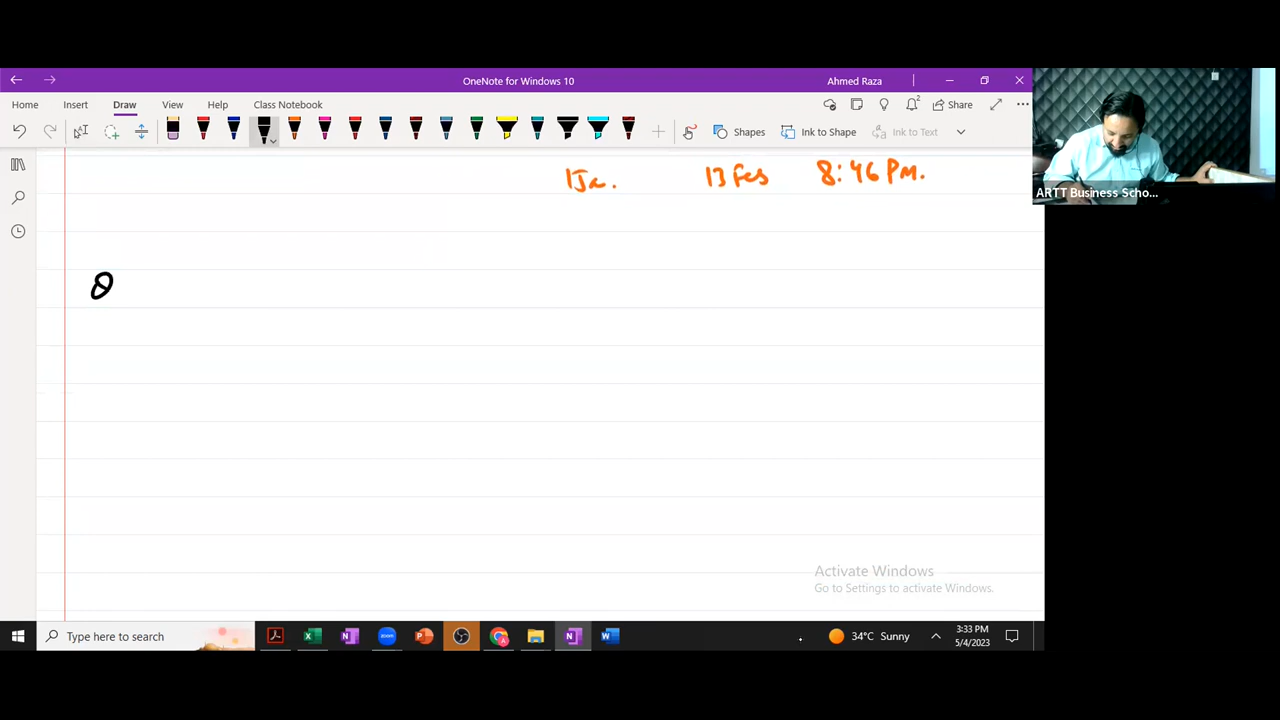 OneNote for Windows 10
Ahmed Raza
Home Insert Draw View Help Class Notebook
Share
Shapes Ink to Shape Ink to Text
13 Feb 8:46 PM.
ARTT Business Scho...
Activate Windows
Go to Settings to activate Windows.
Type here to search
34°C Sunny
3:33 PM
5/4/2023
2